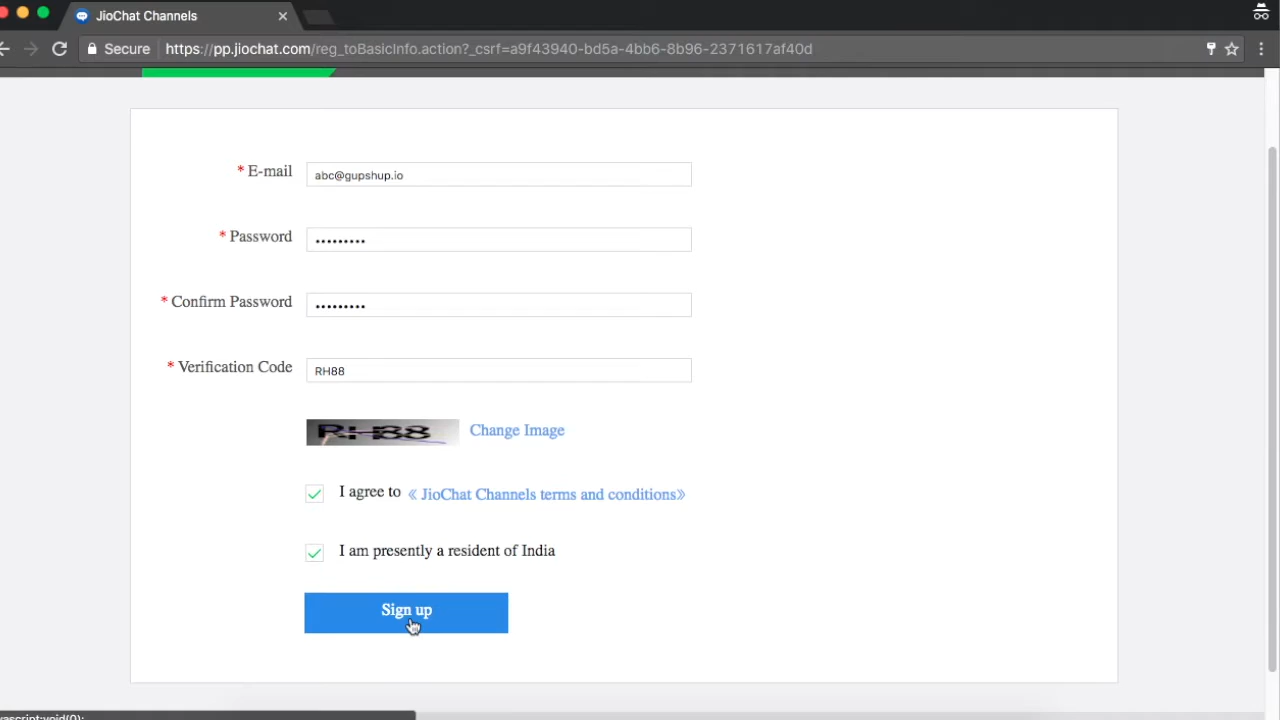 JioChat Channels
Secure https://pp.jiochat.com/reg_toBasicInfo.action?_csrf=a9f43940-bd5a-4bb6-8b96-2371617af40d
* E-mail abc@gupshup.io
* Password •••••••••
* Confirm Password •••••••••
* Verification Code RH88
RH88 Change Image
I agree to 《 JioChat Channels terms and conditions》
I am presently a resident of India
Sign up
vascript:void(0);